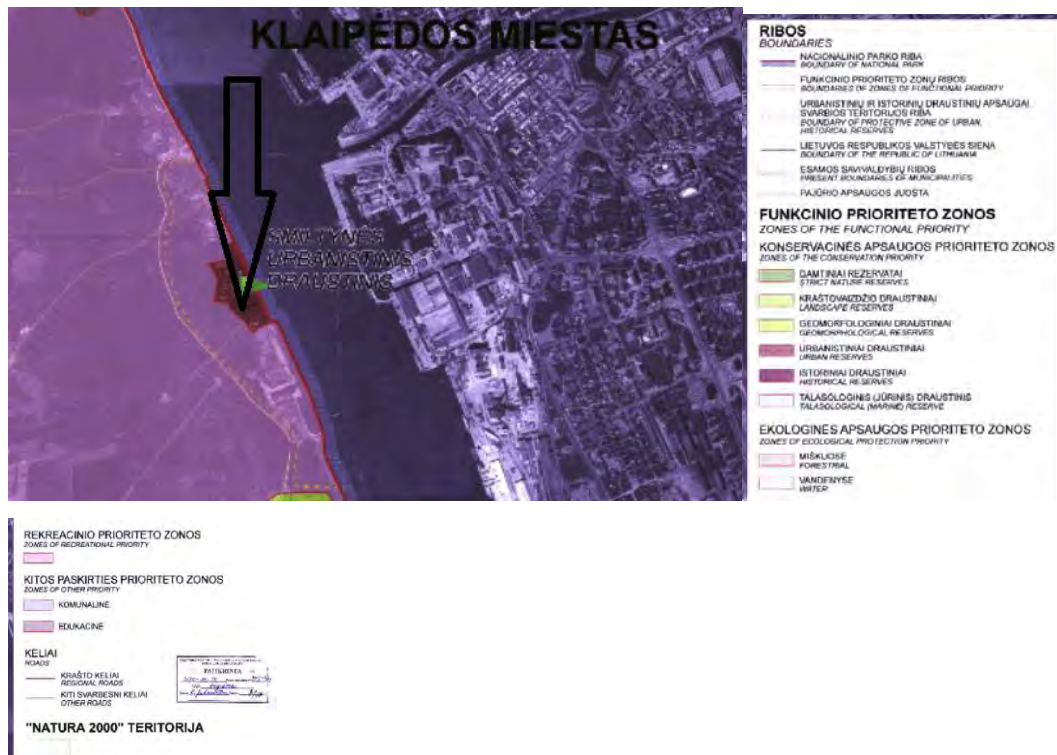 KLAIPĖDOS MIESTAS
SMILTYNĖS
URBANISTINIS
DRAUSTINIS
RIBOS
BOUNDARIES
NACIONALINIO PARKO RIBA
BOUNDARY OF NATIONAL PARK
FUNKCINIO PRIORITETO ZONŲ RIBOS
BOUNDARIES OF ZONES OF FUNCTIONAL PRIORITY
URBANISTINIŲ IR ISTORINIŲ DRAUSTINIŲ APSAUGAI
SVARBIOS TERITORIJOS RIBA
BOUNDARY OF PROTECTIVE ZONE OF URBAN,
HISTORICAL RESERVES
LIETUVOS RESPUBLIKOS VALSTYBĖS SIENA
BOUNDARY OF THE REPUBLIC OF LITHUANIA
ESAMOS SAVIVALDYBIŲ RIBOS
PRESENT BOUNDARIES OF MUNICIPALITIES
PAJŪRIO APSAUGOS JUOSTA
FUNKCINIO PRIORITETO ZONOS
ZONES OF THE FUNCTIONAL PRIORITY
KONSERVACINĖS APSAUGOS PRIORITETO ZONOS
ZONES OF THE CONSERVATION PRIORITY
GAMTINIAI REZERVATAI
STRICT NATURE RESERVES
KRAŠTOVAIZDŽIO DRAUSTINIAI
LANDSCAPE RESERVES
GEOMORFOLOGINIAI DRAUSTINIAI
GEOMORPHOLOGICAL RESERVES
URBANISTINIAI DRAUSTINIAI
URBAN RESERVES
ISTORINIAI DRAUSTINIAI
HISTORICAL RESERVES
TALASOLOGINIS (JŪRINIS) DRAUSTINIS
TALASOLOGICAL (MARINE) RESERVE
EKOLOGINĖS APSAUGOS PRIORITETO ZONOS
ZONES OF ECOLOGICAL PROTECTION PRIORITY
MIŠKUOSE
FORESTRIAL
VANDENYSE
WATER
REKREACINIO PRIORITETO ZONOS
ZONES OF RECREATIONAL PRIORITY
KITOS PASKIRTIES PRIORITETO ZONOS
ZONES OF OTHER PRIORITY
KOMUNALINĖ
EDUKACINĖ
KELIAI
ROADS
KRAŠTO KELIAI
REGIONAL ROADS
KITI SVARBESNI KELIAI
OTHER ROADS
"NATURA 2000" TERITORIJA